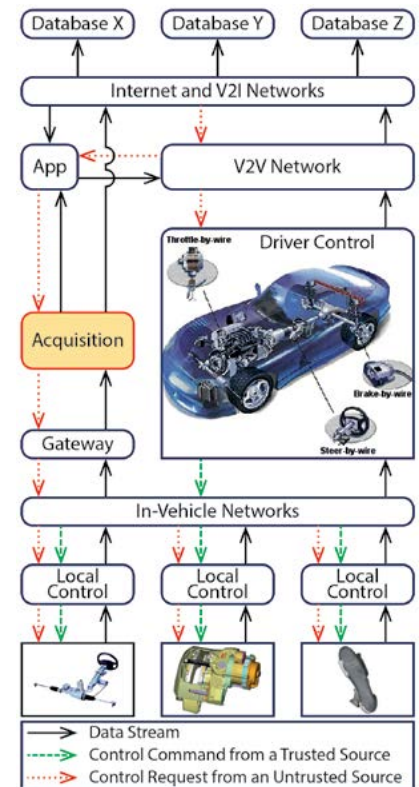 Database X
Database Y
Database Z
Internet and V2I Networks
App
V2V Network
Throttle-by-wire
Driver Control
Acquisition
Brake-by-wire
Steer-by-wire
Gateway
In-Vehicle Networks
Local
Control
Local
Control
Local
Control
Data Stream
Control Command from a Trusted Source
Control Request from an Untrusted Source